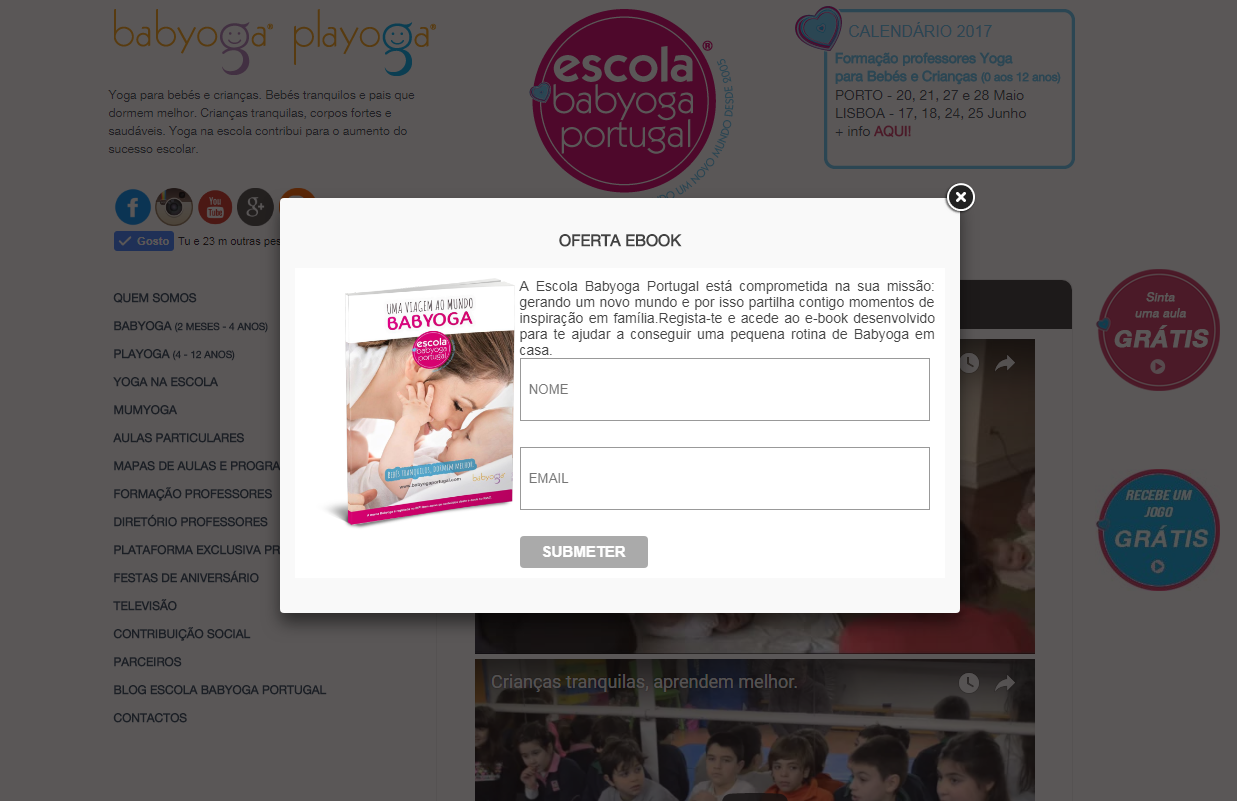 babyoga® playoga®
Yoga para bebés e crianças. Bebés tranquilos e pais que
dormem melhor. Crianças tranquilas, corpos fortes e
saudáveis. Yoga na escola contribui para o aumento do
sucesso escolar.
Gosto Tu e 23 m outras pes
escola®
babyoga
portugal
DO UM NOVO MUNDO DESDE 2005
CALENDÁRIO 2017
Formação professores Yoga
para Bebés e Crianças (0 aos 12 anos)
PORTO - 20, 21, 27 e 28 Maio
LISBOA - 17, 18, 24, 25 Junho
+ info AQUI!
You
Tube
g+
QUEM SOMOS
BABYOGA (2 MESES - 4 ANOS)
PLAYOGA (4 - 12 ANOS)
YOGA NA ESCOLA
MUMYOGA
AULAS PARTICULARES
MAPAS DE AULAS E PROGRA
FORMAÇÃO PROFESSORES
DIRETÓRIO PROFESSORES
PLATAFORMA EXCLUSIVA PR
FESTAS DE ANIVERSÁRIO
TELEVISÃO
CONTRIBUIÇÃO SOCIAL
PARCEIROS
BLOG ESCOLA BABYOGA PORTUGAL
CONTACTOS
OFERTA EBOOK
UMA VIAGEM AO MUNDO
BABYOGA
escola
babyoga
portugal
BEBÉS TRANQUILOS, DORMEM MELHOR
www.babyogaportugal.com
babyoga
A Escola Babyoga Portugal está comprometida na sua missão:
gerando um novo mundo e por isso partilha contigo momentos de
inspiração em família.Regista-te e acede ao e-book desenvolvido
para te ajudar a conseguir uma pequena rotina de Babyoga em
casa.
NOME
EMAIL
SUBMETER
Crianças tranquilas, aprendem melhor.
Sinta
uma aula
GRÁTIS
RECEBE UM
JOGO
GRÁTIS